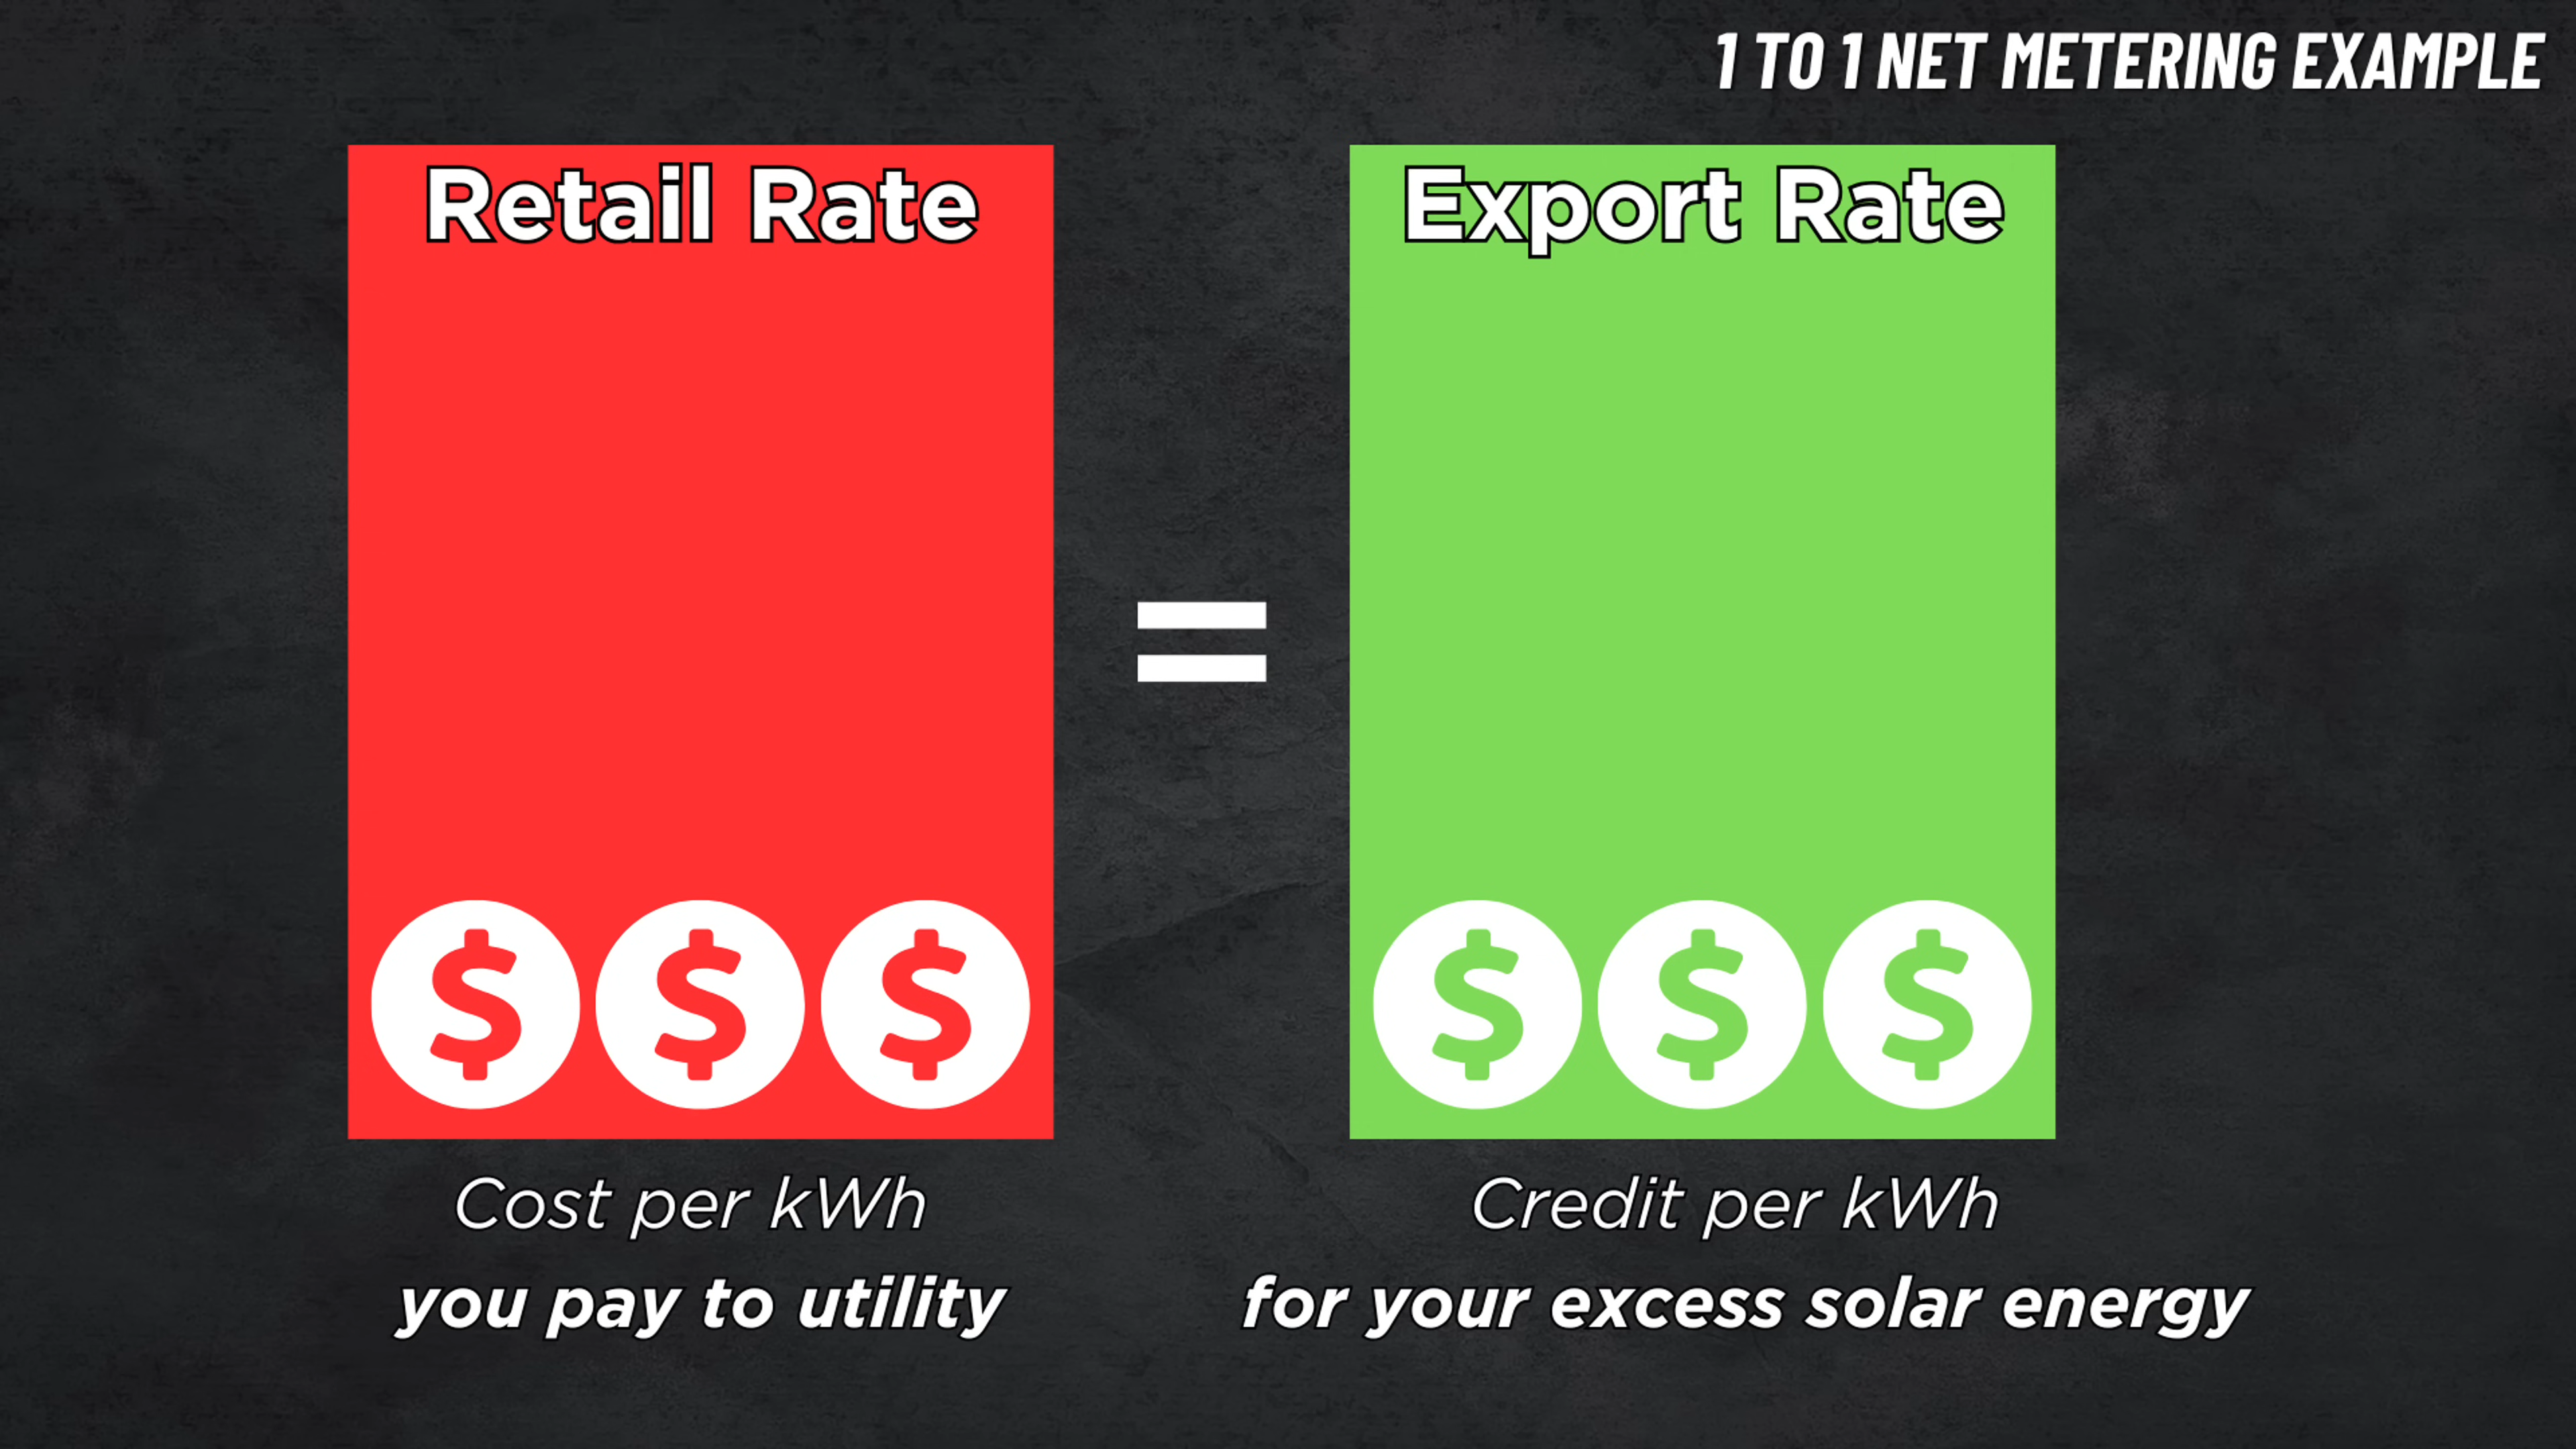 1 TO 1 NET METERING EXAMPLE
Retail Rate
$ $ $
Cost per kWh
you pay to utility
=
Export Rate
$ $ $
Credit per kWh
for your excess solar energy